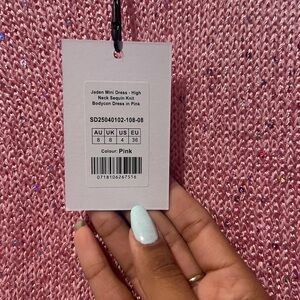 Jaden Mini Dress - High
Neck Sequin Knit
Bodycon Dress in Pink
SD25040102-108-08
AU UK US EU
8 8 4 36
Colour: Pink
0718106267516